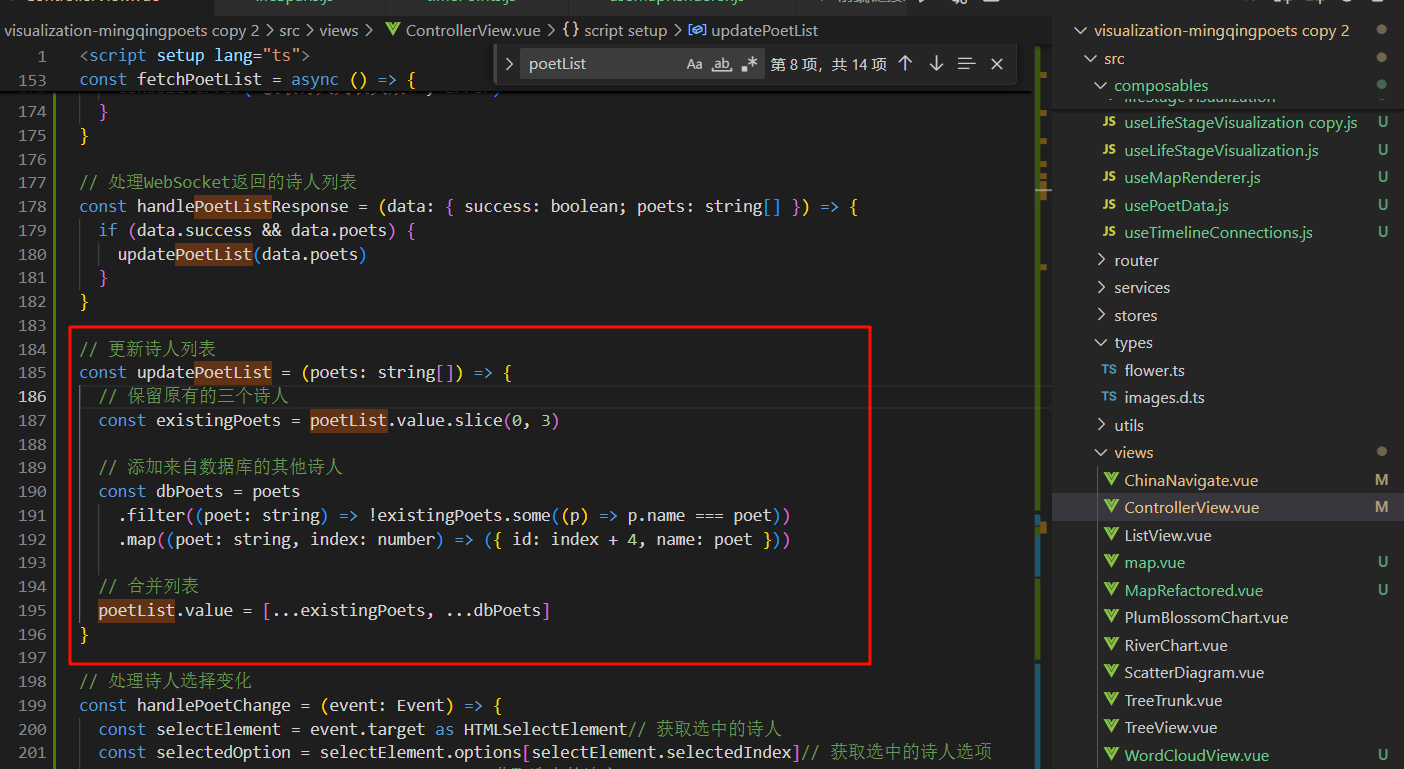 visualization-mingqingpoets copy 2 > src > views > ControllerView.vue > {} script setup > updatePoetList
poetList
Aa
ab
.*
第 8 项，共 14 项
1 <script setup lang="ts">
153 const fetchPoetList = async () => {
174 }
175 }
176
177 // 处理WebSocket返回的诗人列表
178 const handlePoetListResponse = (data: { success: boolean; poets: string[] }) => {
179 if (data.success && data.poets) {
180 updatePoetList(data.poets)
181 }
182 }
183
184 // 更新诗人列表
185 const updatePoetList = (poets: string[]) => {
186 // 保留原有的三个诗人
187 const existingPoets = poetList.value.slice(0, 3)
188
189 // 添加来自数据库的其他诗人
190 const dbPoets = poets
191 .filter((poet: string) => !existingPoets.some((p) => p.name === poet))
192 .map((poet: string, index: number) => ({ id: index + 4, name: poet }))
193
194 // 合并列表
195 poetList.value = [...existingPoets, ...dbPoets]
196 }
197
198 // 处理诗人选择变化
199 const handlePoetChange = (event: Event) => {
200 const selectElement = event.target as HTMLSelectElement// 获取选中的诗人
201 const selectedOption = selectElement.options[selectElement.selectedIndex]// 获取选中的诗人选项
visualization-mingqingpoets copy 2
src
composables
JS useLifeStageVisualization copy.js U
JS useLifeStageVisualization.js U
JS useMapRenderer.js U
JS usePoetData.js U
JS useTimelineConnections.js U
router
services
stores
types
TS flower.ts
TS images.d.ts
utils
views
ChinaNavigate.vue M
ControllerView.vue M
ListView.vue
map.vue U
MapRefactored.vue U
PlumBlossomChart.vue
RiverChart.vue
ScatterDiagram.vue
TreeTrunk.vue
TreeView.vue
WordCloudView.vue U